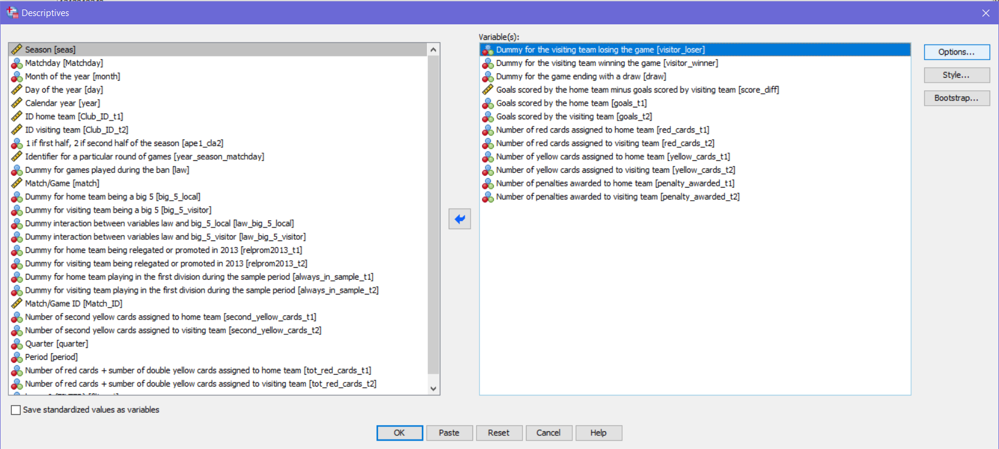 Descriptives
Season [seas]
Matchday [Matchday]
Month of the year [month]
Day of the year [day]
Calendar year [year]
ID home team [Club_ID_t1]
ID visiting team [Club_ID_t2]
1 if first half, 2 if second half of the season [ape1_cla2]
Identifier for a particular round of games [year_season_matchday]
Dummy for games played during the ban [law]
Match/Game [match]
Dummy for home team being a big 5 [big_5_local]
Dummy for visiting team being a big 5 [big_5_visitor]
Dummy interaction between variables law and big_5_local [law_big_5_local]
Dummy interaction between variables law and big_5_visitor [law_big_5_visitor]
Dummy for home team being relegated or promoted in 2013 [relprom2013_t1]
Dummy for visiting team being relegated or promoted in 2013 [relprom2013_t2]
Dummy for home team playing in the first division during the sample period [always_in_sample_t1]
Dummy for visiting team playing in the first division during the sample period [always_in_sample_t2]
Match/Game ID [Match_ID]
Number of second yellow cards assigned to home team [second_yellow_cards_t1]
Number of second yellow cards assigned to visiting team [second_yellow_cards_t2]
Quarter [quarter]
Period [period]
Number of red cards + sumber of double yellow cards assigned to home team [tot_red_cards_t1]
Number of red cards + sumber of double yellow cards assigned to visiting team [tot_red_cards_t2]
Variable(s):
Dummy for the visiting team losing the game [visitor_loser]
Dummy for the visiting team winning the game [visitor_winner]
Dummy for the game ending with a draw [draw]
Goals scored by the home team minus goals scored by visiting team [score_diff]
Goals scored by the home team [goals_t1]
Goals scored by the visiting team [goals_t2]
Number of red cards assigned to home team [red_cards_t1]
Number of red cards assigned to visiting team [red_cards_t2]
Number of yellow cards assigned to home team [yellow_cards_t1]
Number of yellow cards assigned to visiting team [yellow_cards_t2]
Number of penalties awarded to home team [penalty_awarded_t1]
Number of penalties awarded to visiting team [penalty_awarded_t2]
Options...
Style...
Bootstrap...
Save standardized values as variables
OK
Paste
Reset
Cancel
Help